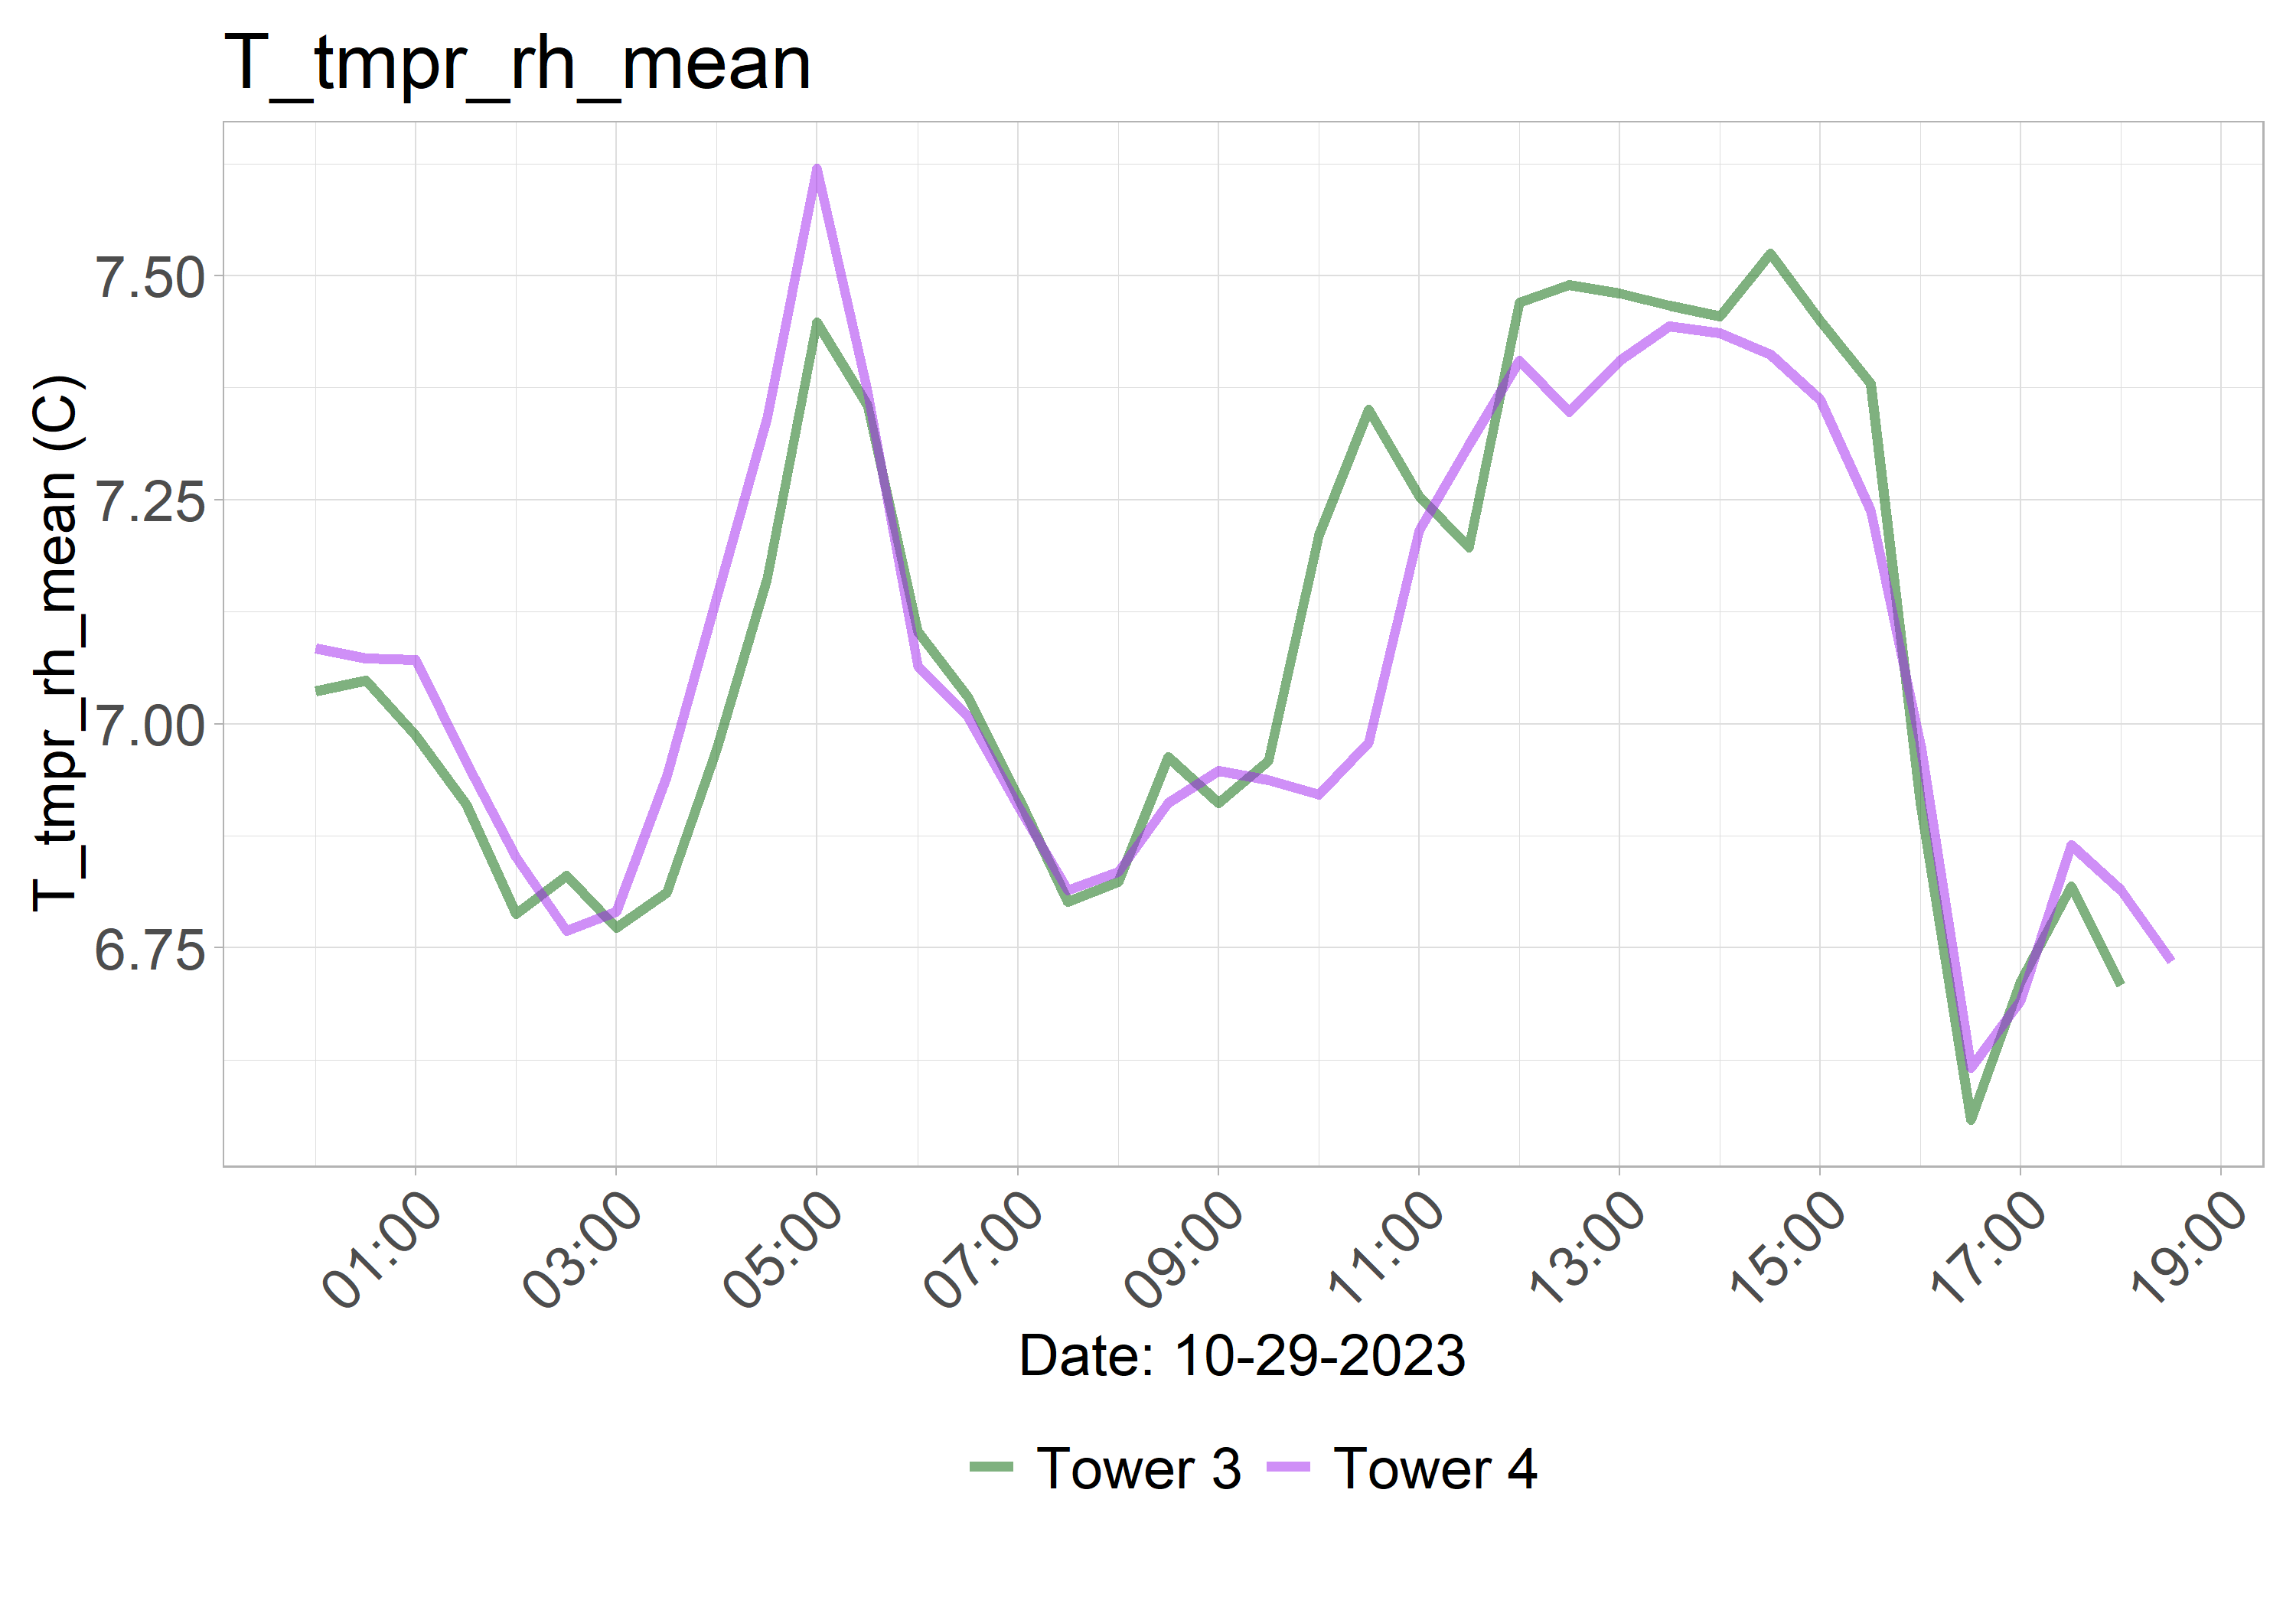 T_tmpr_rh_mean
T_tmpr_rh_mean (C)
7.50
7.25
7.00
6.75
01:00 03:00 05:00 07:00 09:00 11:00 13:00 15:00 17:00 19:00
Date: 10-29-2023
Tower 3 Tower 4